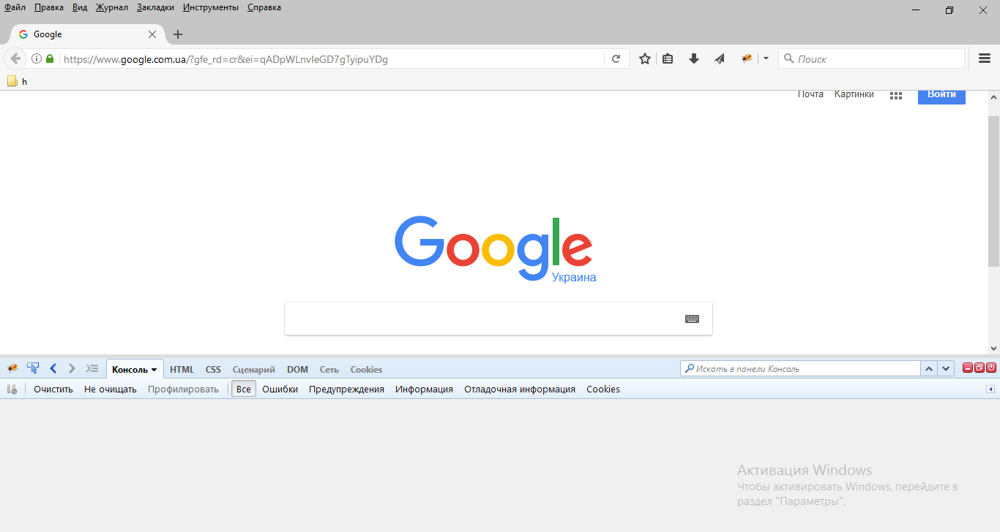 Файл Правка Вид Журнал Закладки Инструменты Справка
Google
https://www.google.com.ua/?gfe_rd=cr&ei=qADpWLnvIeGD7gTyipuYDg Поиск
h
Почта Картинки Войти
Google
Украина
Консоль HTML CSS Сценарий DOM Сеть Cookies Искать в панели Консоль
Очистить Не очищать Профилировать Все Ошибки Предупреждения Информация Отладочная информация Cookies
Активация Windows
Чтобы активировать Windows, перейдите в
раздел "Параметры".